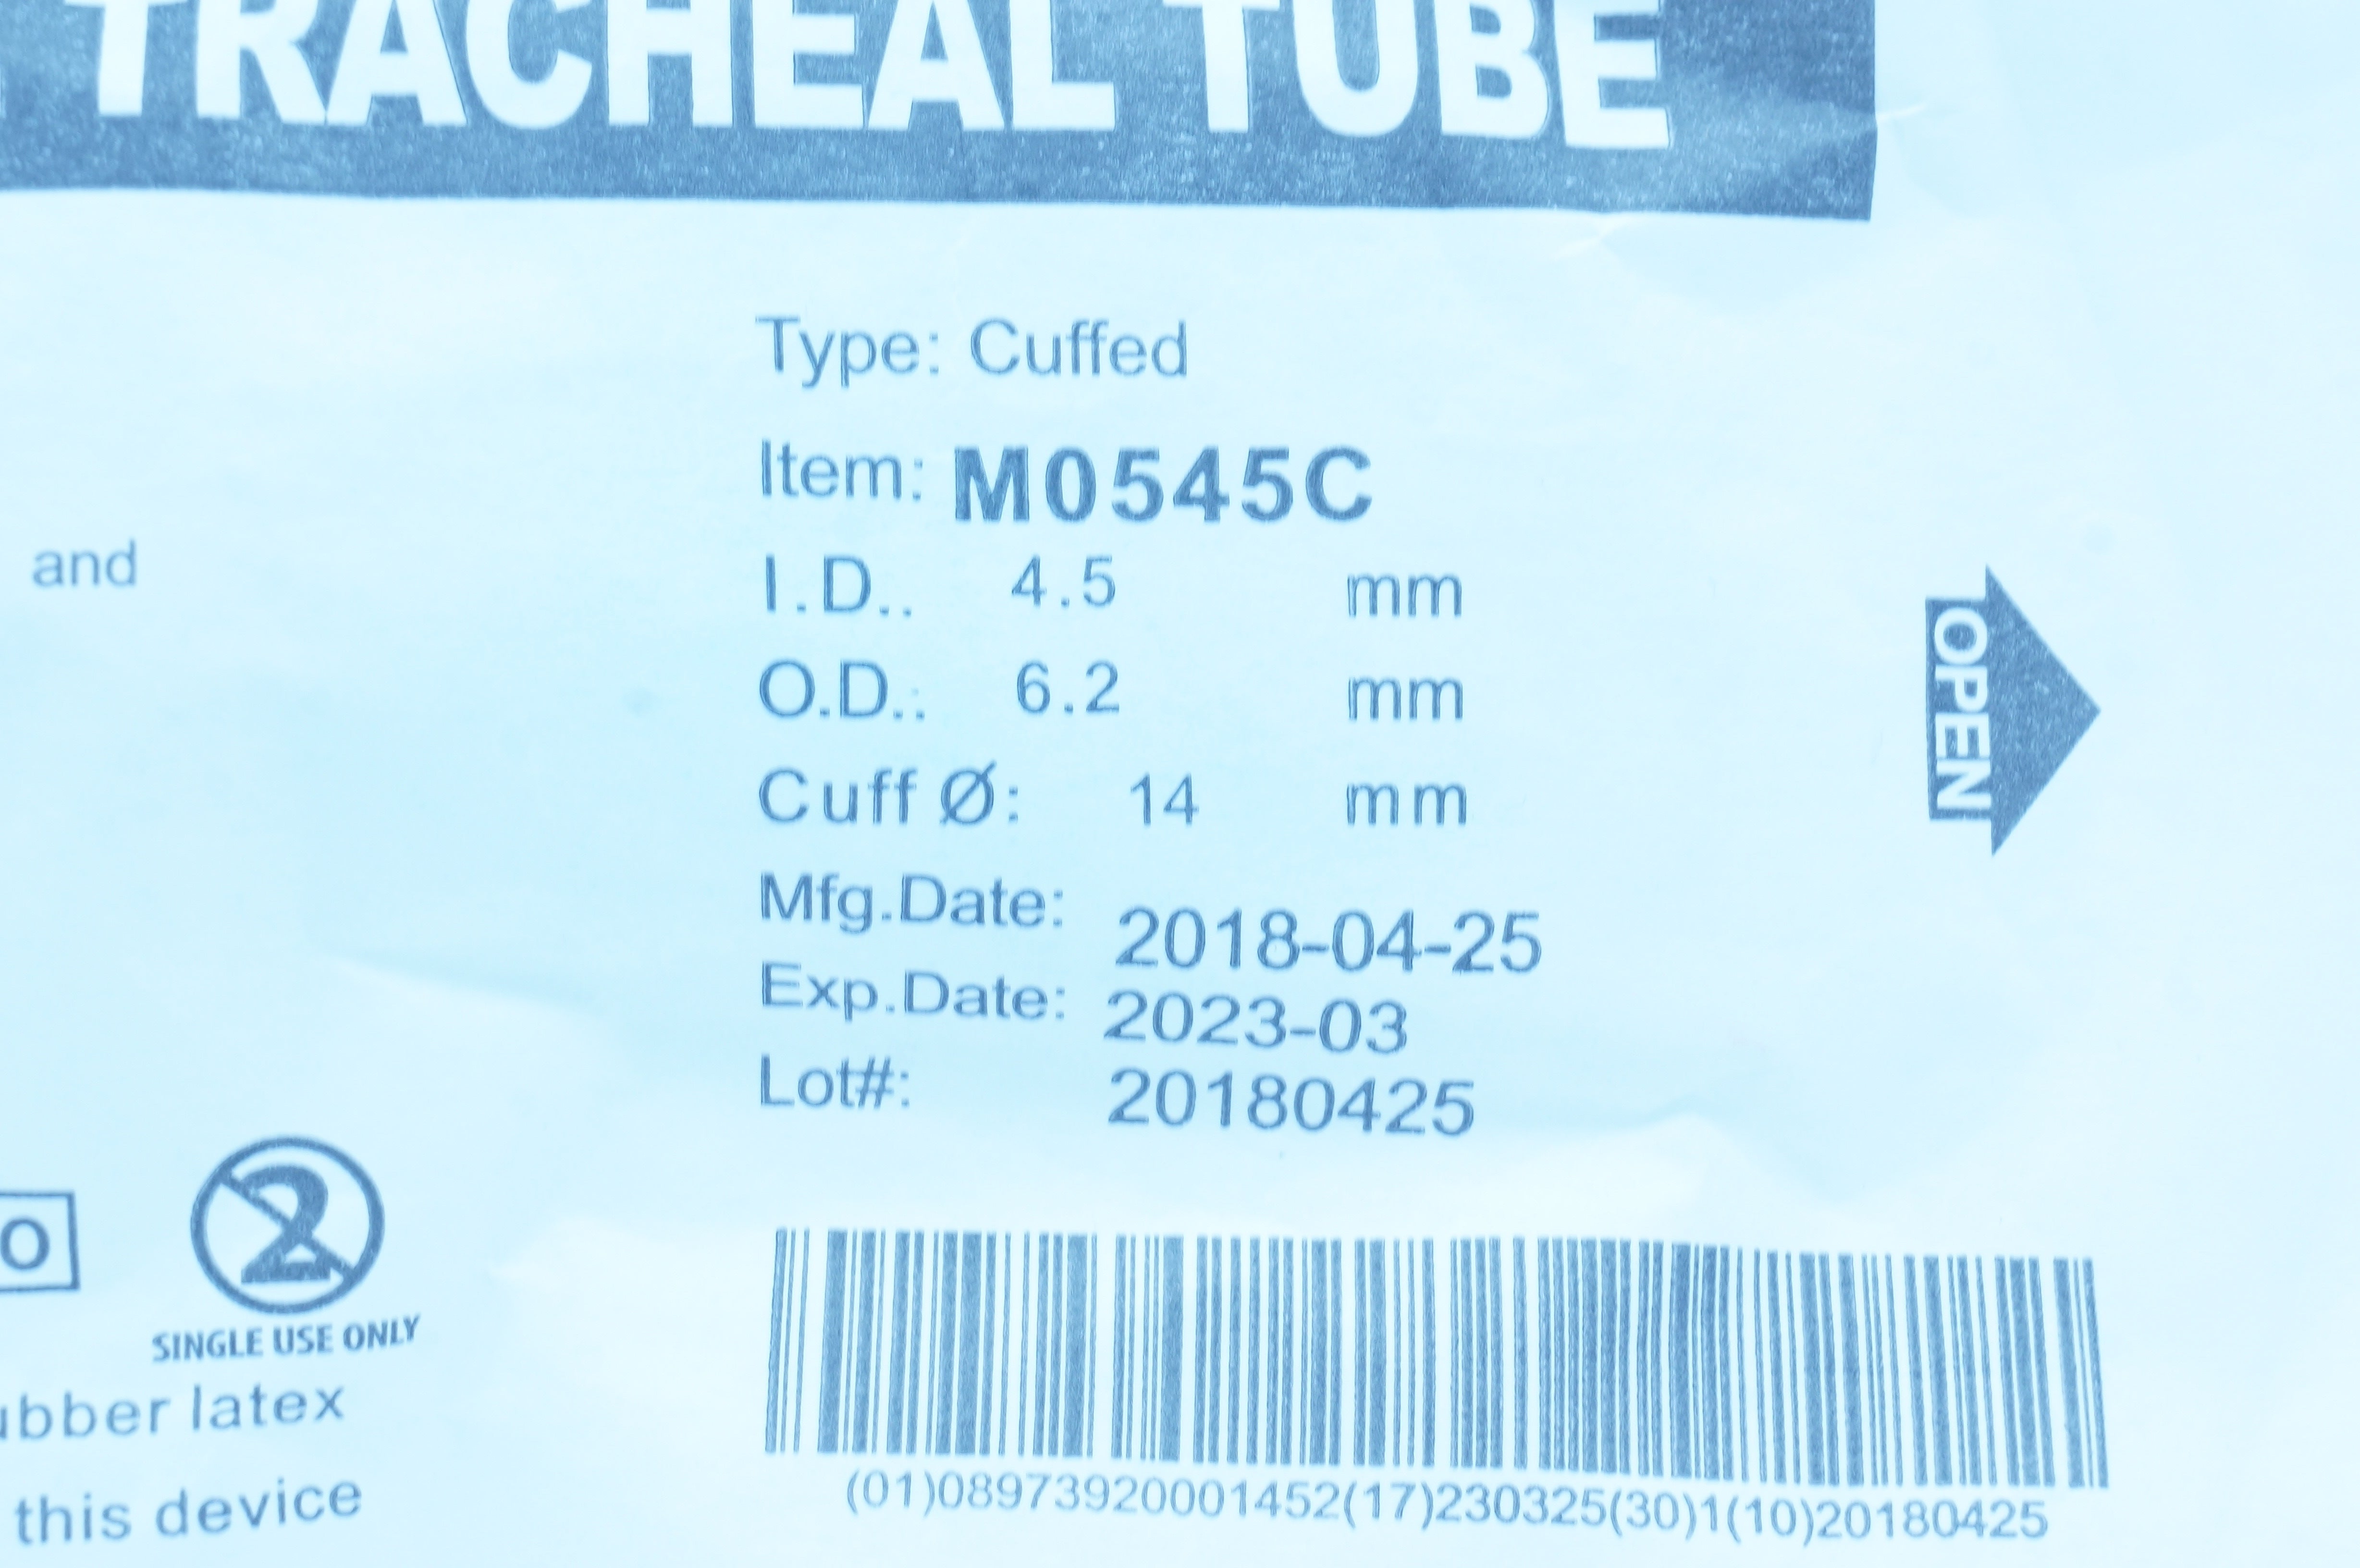 TRACHEAL TUBE
Type: Cuffed
Item: M0545C
and
I.D.. 4.5 mm
O.D.: 6.2 mm
OPEN
Cuff Ø: 14 mm
Mfg.Date: 2018-04-25
Exp.Date: 2023-03
Lot#: 20180425
O
2
SINGLE USE ONLY
ubber latex
this device
(01)08973920001452(17)230325(30)1(10)20180425